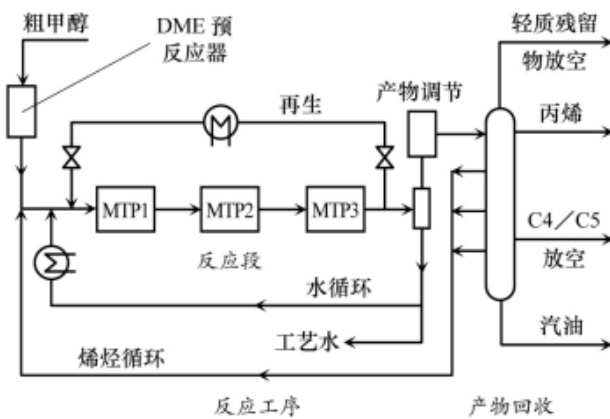 粗甲醇
DME 预
反应器
轻质残留
物放空
产物调节
再生
丙烯
MTP1
MTP2
MTP3
反应段
C4／C5
放空
水循环
工艺水
汽油
烯烃循环
反应工序
产物回收